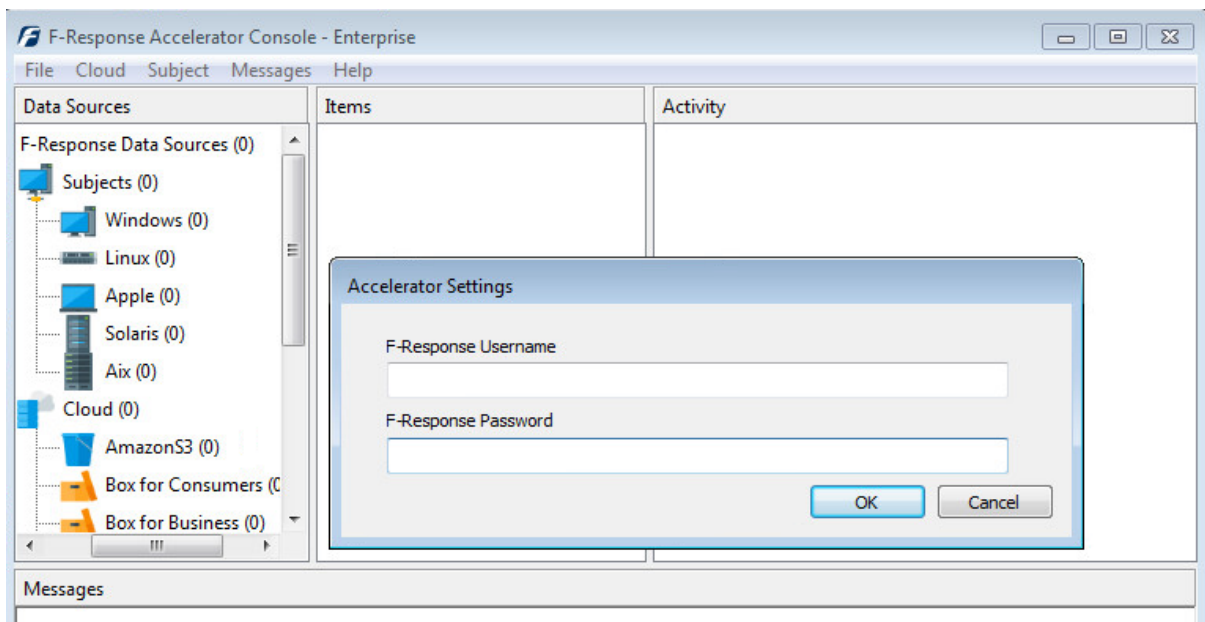 F-Response Accelerator Console - Enterprise
File Cloud Subject Messages Help
Data Sources
Items
Activity
F-Response Data Sources (0)
Subjects (0)
Windows (0)
Linux (0)
Apple (0)
Solaris (0)
Aix (0)
Cloud (0)
AmazonS3 (0)
Box for Consumers (0
Box for Business (0)
Accelerator Settings
F-Response Username
F-Response Password
OK
Cancel
Messages